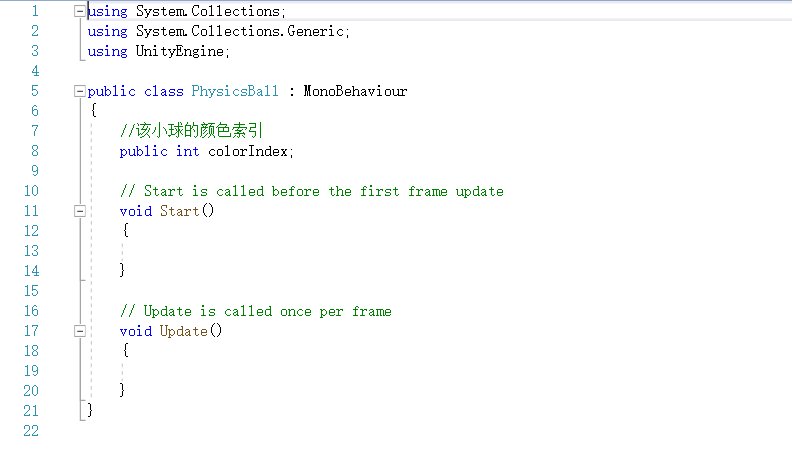 1 using System.Collections;
2 using System.Collections.Generic;
3 using UnityEngine;
4
5 public class PhysicsBall : MonoBehaviour
6 {
7 //该小球的颜色索引
8 public int colorIndex;
9
10 // Start is called before the first frame update
11 void Start()
12 {
13
14 }
15
16 // Update is called once per frame
17 void Update()
18 {
19
20 }
21 }
22